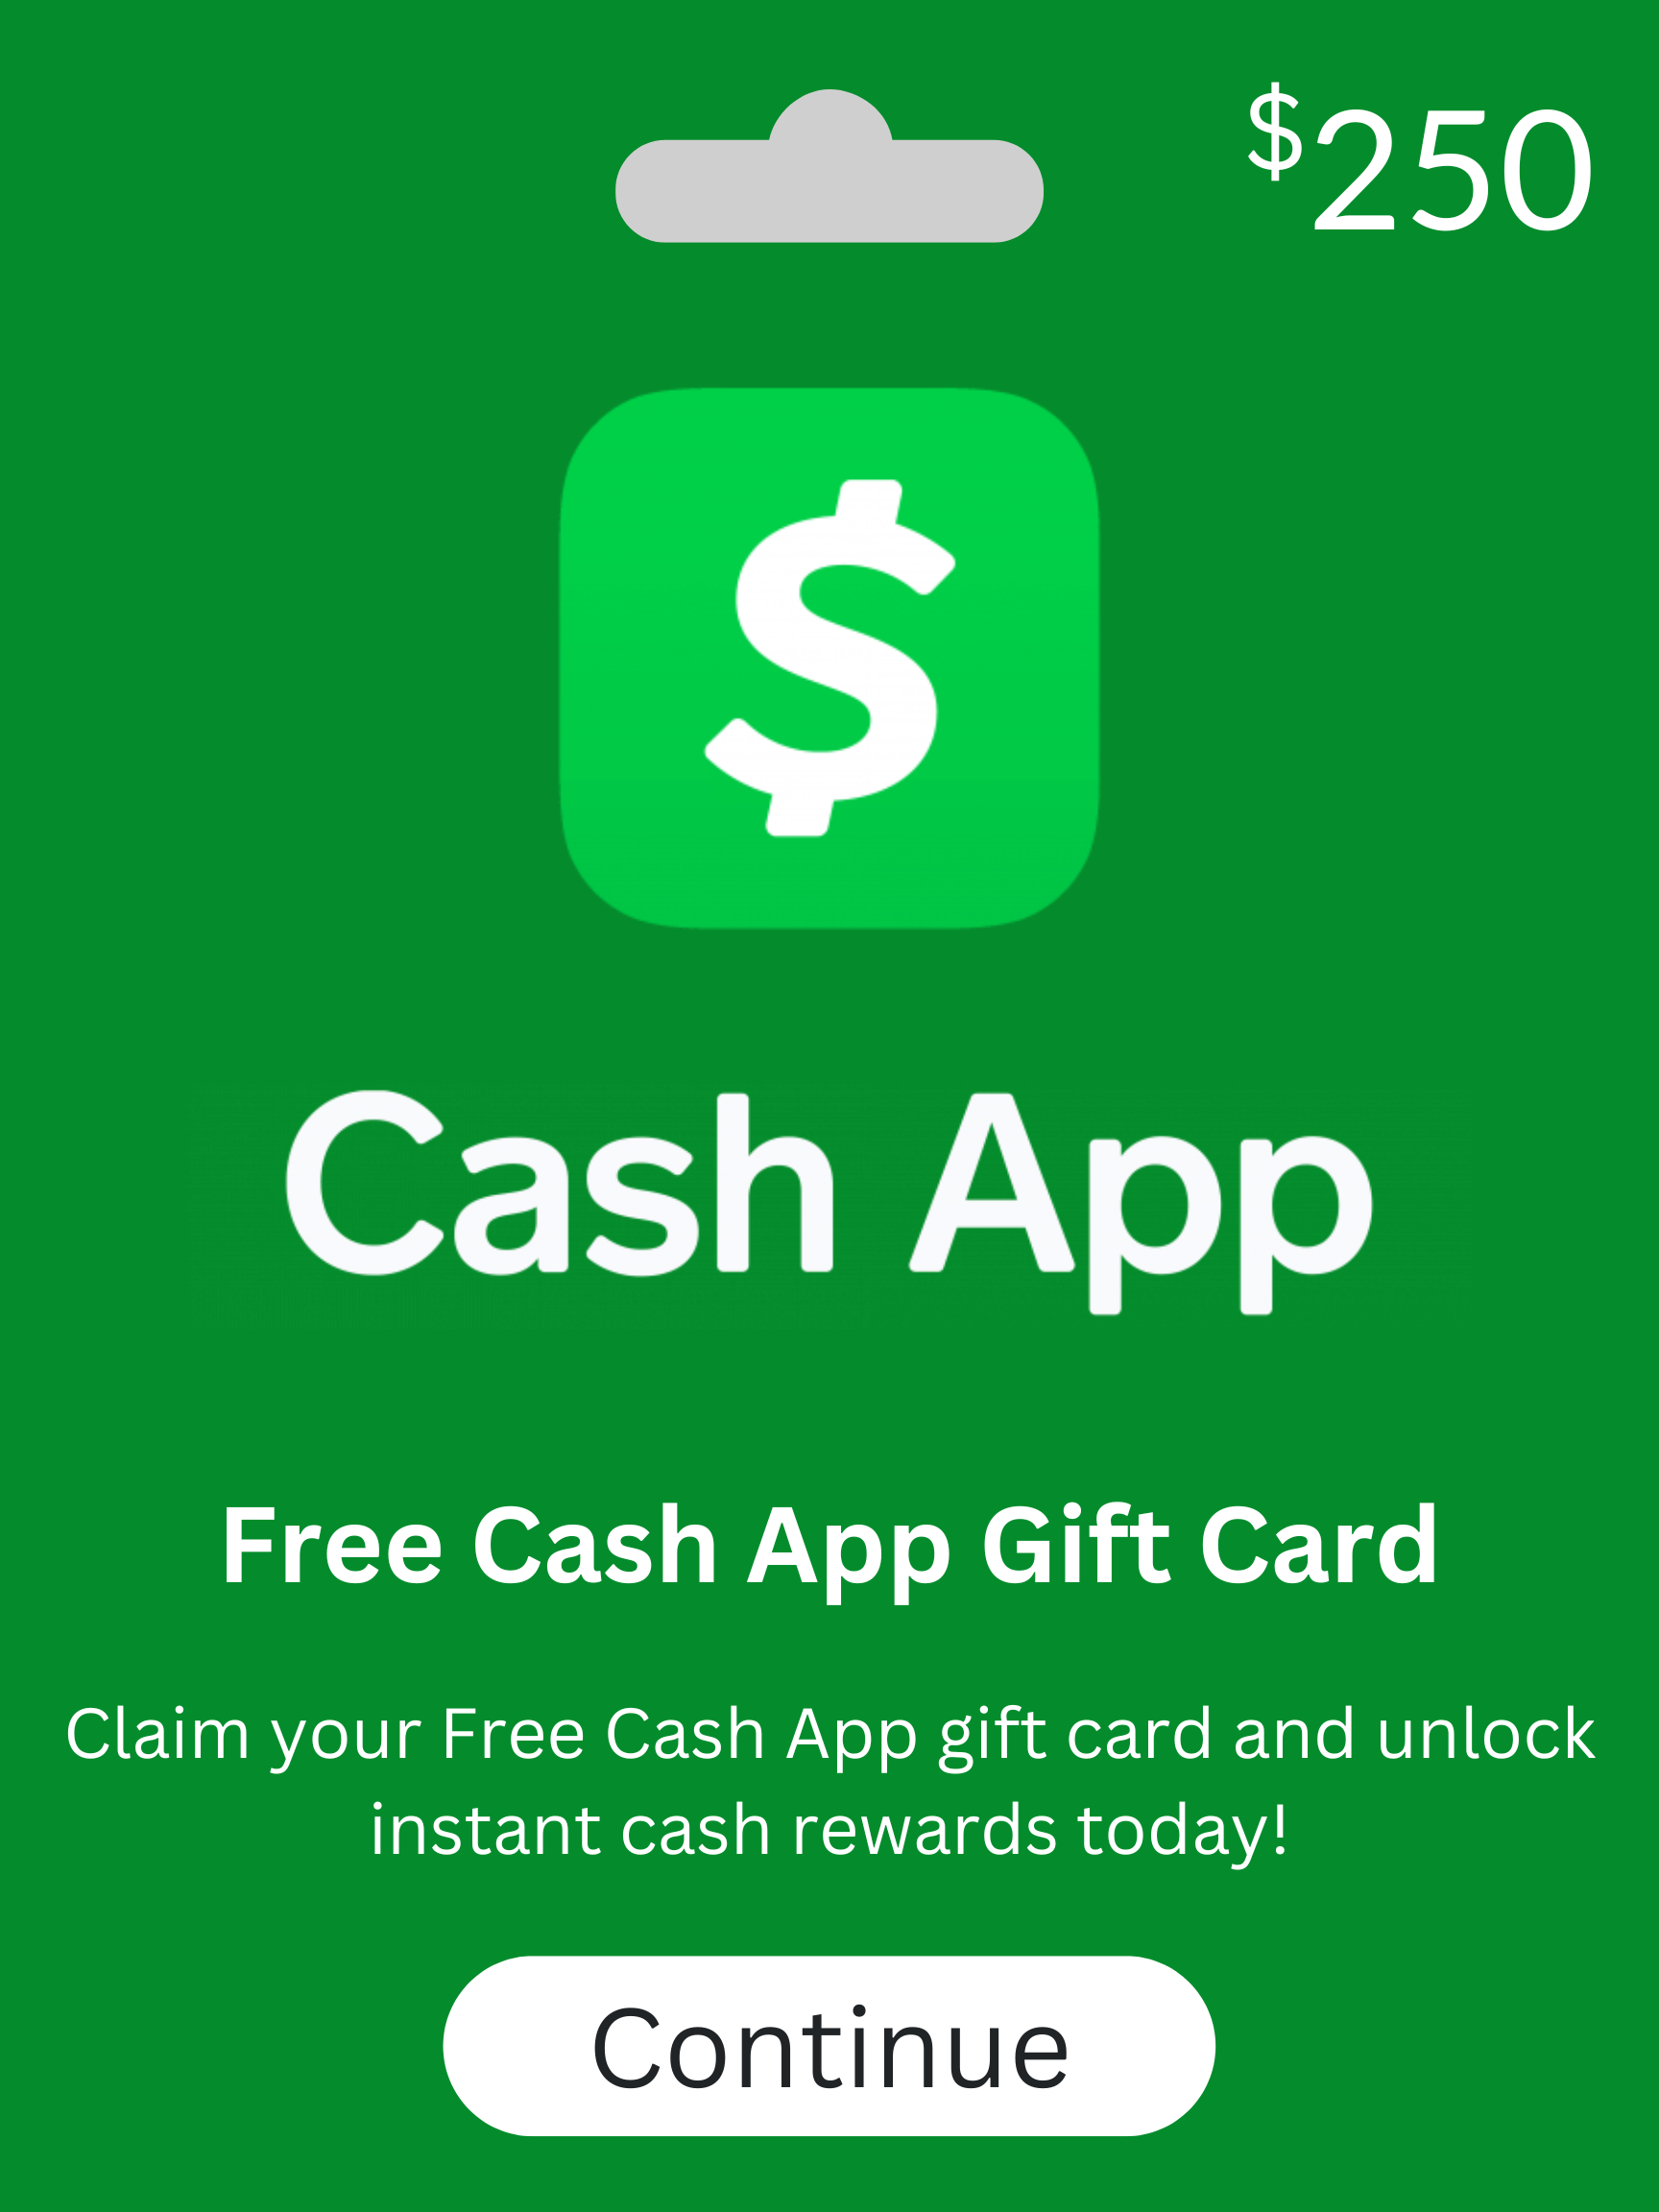 $250
$
Cash App
Free Cash App Gift Card
Claim your Free Cash App gift card and unlock
instant cash rewards today!
Continue